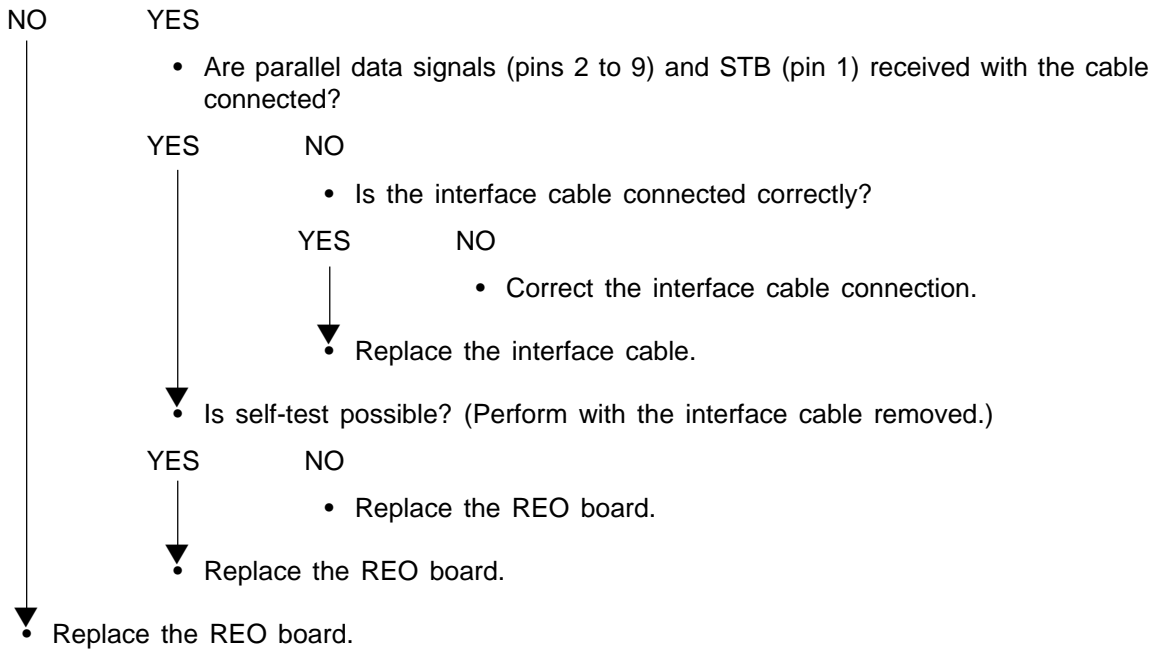 NO YES
• Are parallel data signals (pins 2 to 9) and STB (pin 1) received with the cable
connected?
YES NO
• Is the interface cable connected correctly?
YES NO
• Correct the interface cable connection.
• Replace the interface cable.
• Is self-test possible? (Perform with the interface cable removed.)
YES NO
• Replace the REO board.
• Replace the REO board.
• Replace the REO board.